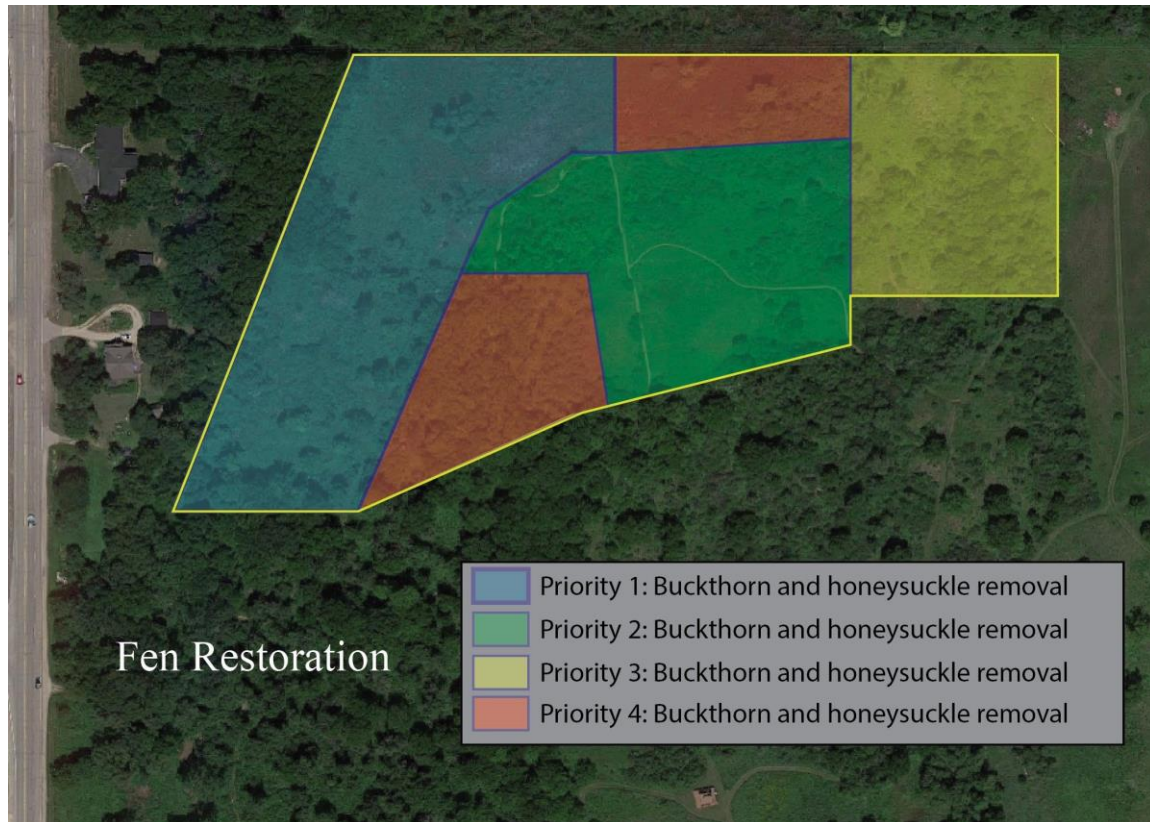 Fen Restoration
Priority 1: Buckthorn and honeysuckle removal
Priority 2: Buckthorn and honeysuckle removal
Priority 3: Buckthorn and honeysuckle removal
Priority 4: Buckthorn and honeysuckle removal